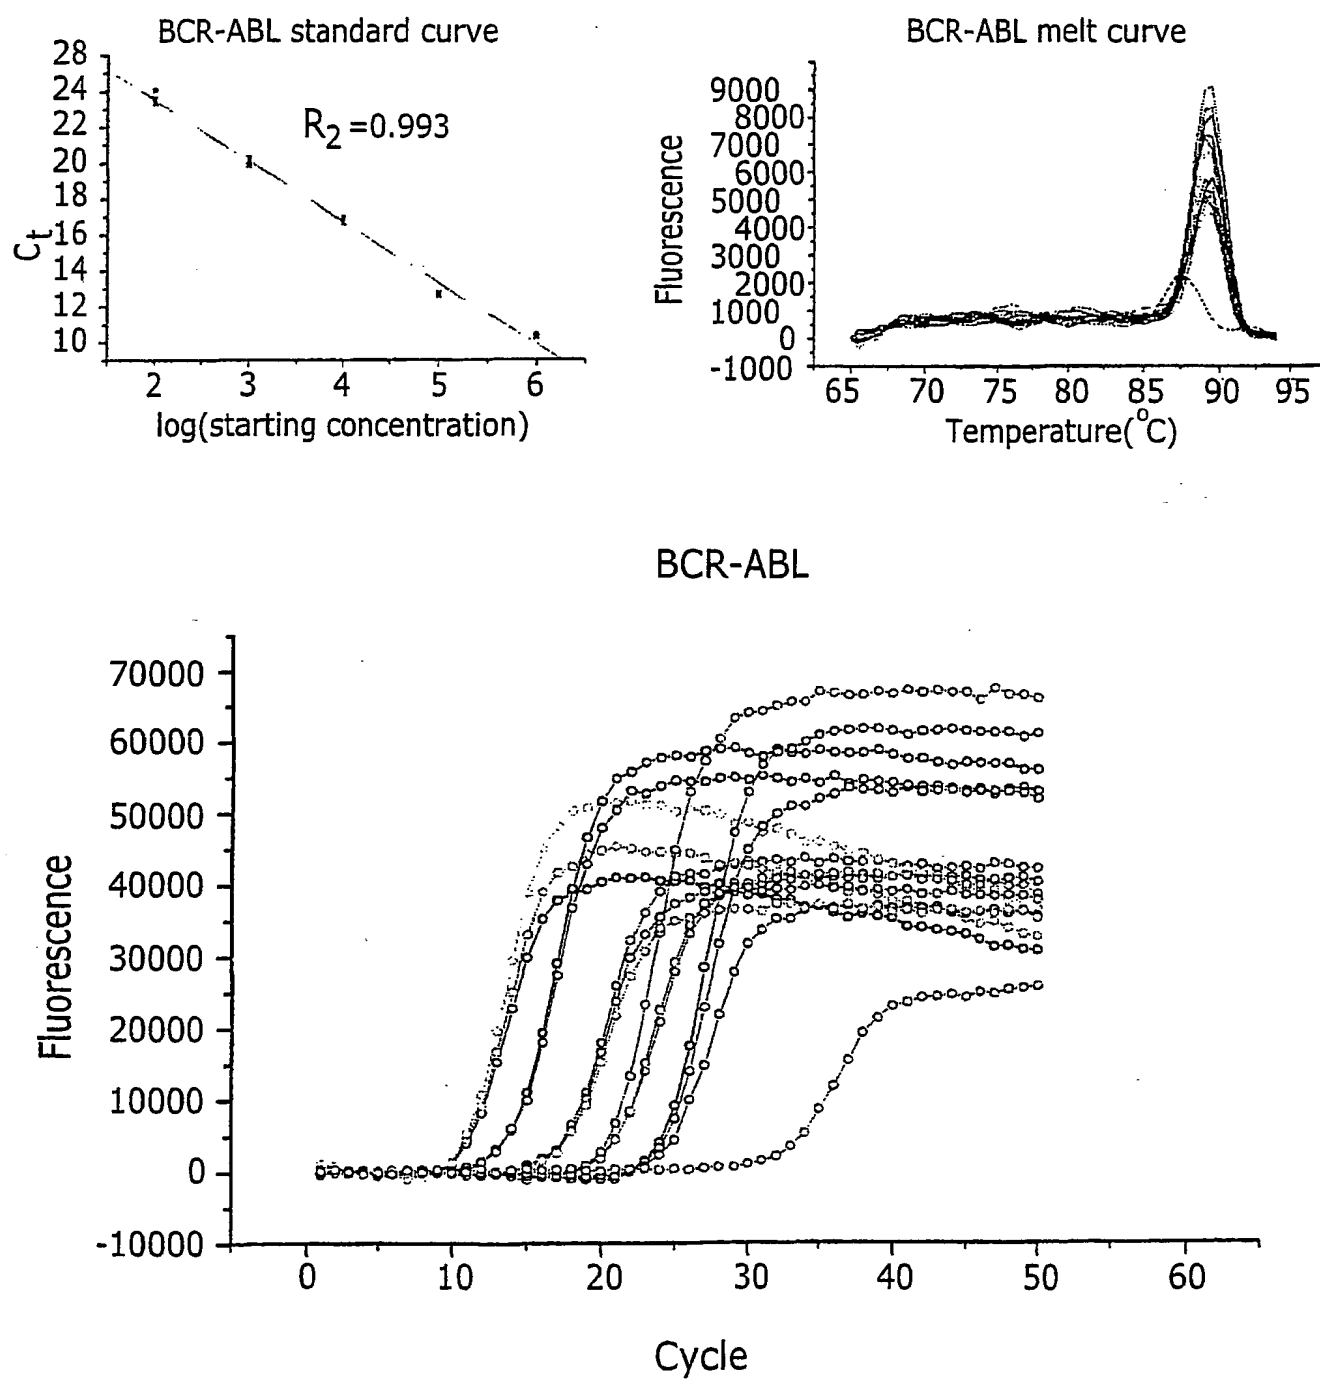 BCR-ABL standard curve
28
24
22
20
18
16
14
12
10
Ct
R2=0.993
2 3 4 5 6
log(starting concentration)
BCR-ABL melt curve
9000
8000
7000
6000
5000
4000
3000
2000
1000
0
-1000
Fluorescence
65 70 75 80 85 90 95
Temperature(°C)
BCR-ABL
70000
60000
50000
40000
30000
20000
10000
0
-10000
Fluorescence
0 10 20 30 40 50 60
Cycle